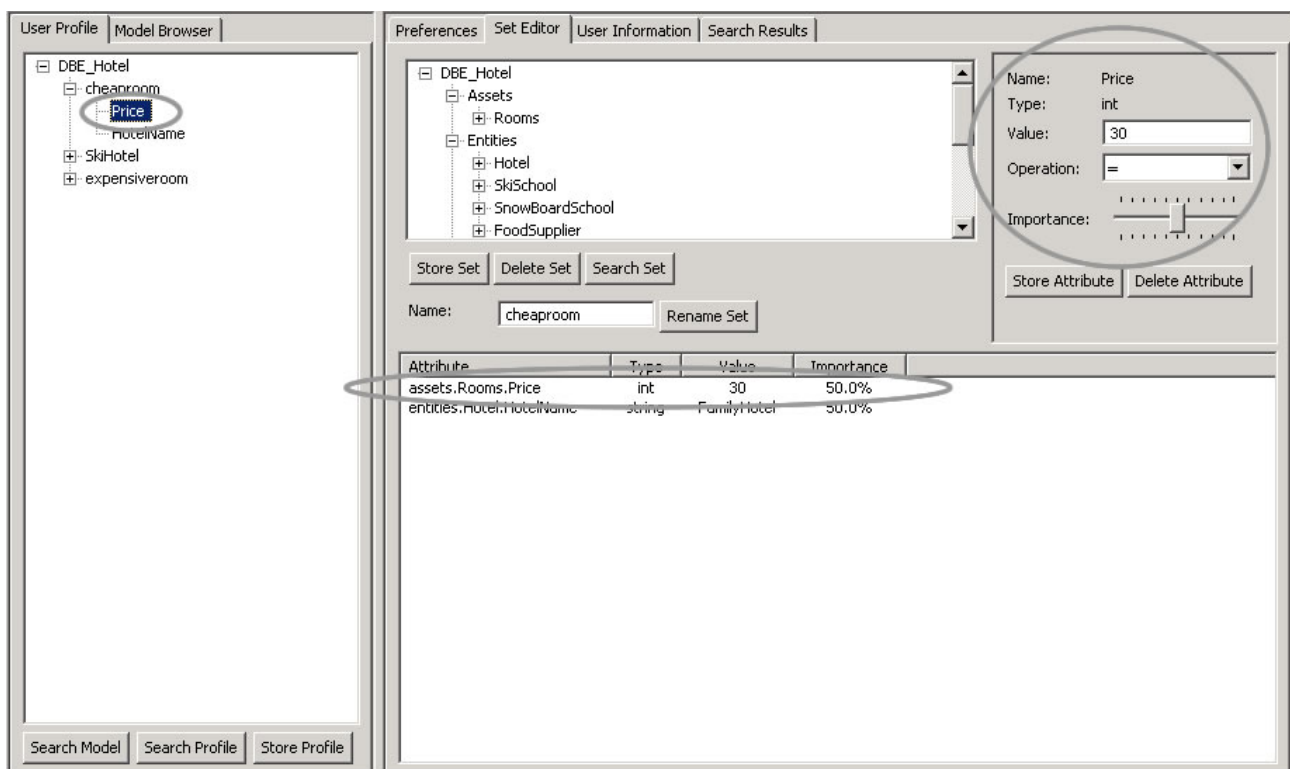 User Profile
Model Browser
DBE_Hotel
cheaproom
Price
HotelName
SkiHotel
expensiveroom
Search Model
Search Profile
Store Profile
Preferences
Set Editor
User Information
Search Results
DBE_Hotel
Assets
Rooms
Entities
Hotel
SkiSchool
SnowBoardSchool
FoodSupplier
Store Set
Delete Set
Search Set
Name:
cheaproom
Rename Set
Name: Price
Type: int
Value: 30
Operation: =
Importance:
Store Attribute
Delete Attribute
Attribute Type Value Importance
assets.Rooms.Price int 30 50.0%
entities.Hotel.HotelName string FamilyHotel 50.0%